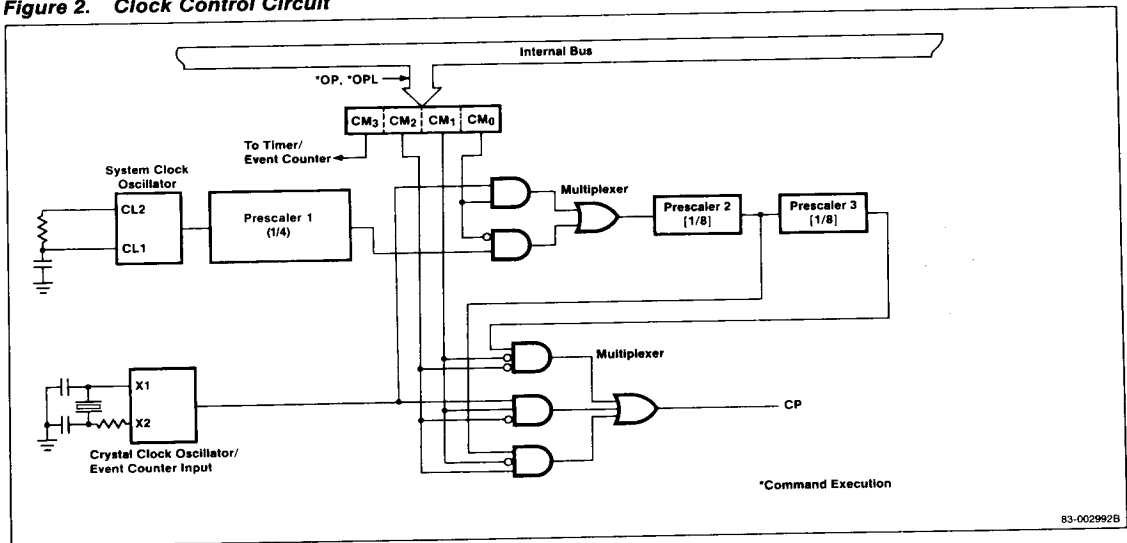 Figure 2. Clock Control Circuit
Internal Bus
*OP, *OPL
CM3 CM2 CM1 CM0
To Timer/
Event Counter
System Clock
Oscillator
CL2
CL1
Prescaler 1
(1/4)
Multiplexer
Prescaler 2
[1/8]
Prescaler 3
[1/8]
Multiplexer
X1
X2
CP
Crystal Clock Oscillator/
Event Counter Input
*Command Execution
83-002992B